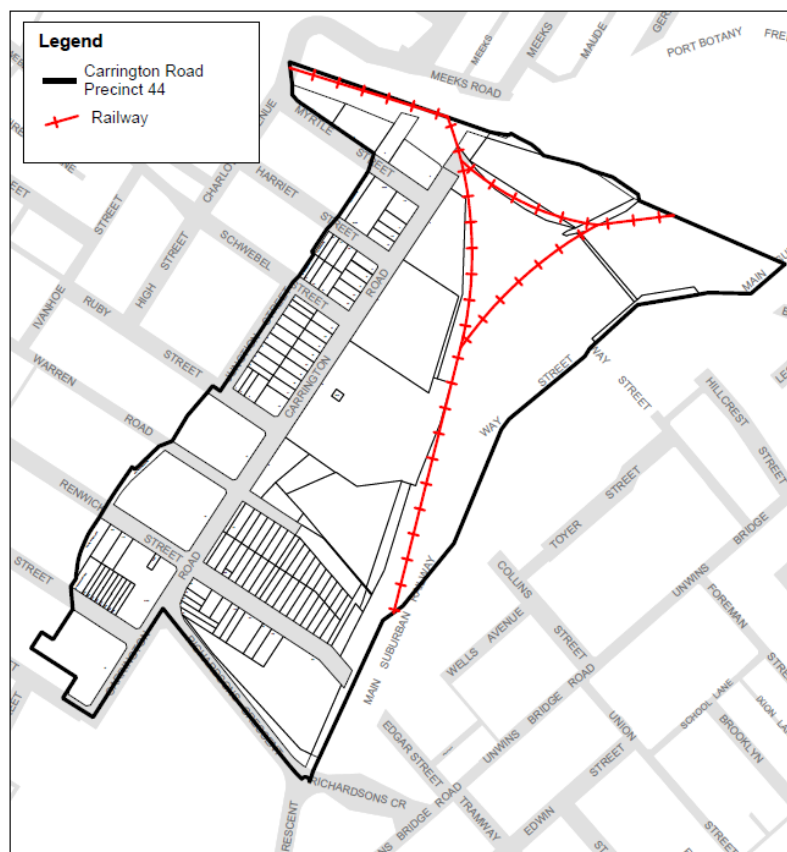 Legend
Carrington Road
Precinct 44
Railway
MEEKS
MEEKS
MAUDE
PORT BOTANY
MEEKS ROAD
MYRTLE
STREET
CHARLO
HARRIET
STREET
SCHWEBEL
STREET
STREET
HIGH
STREET
IVANHOE
STREET
RUBY
STREET
CARRINGTON
ROAD
MAIN
WARREN
ROAD
STREET
WAY
WAY
STREET
HILLCREST
STREET
RENWICK
STREET
ROAD
TOYER
STREET
UNWINS
BRIDGE
STREET
COLLINS
STREET
FOREMAN
MAIN
SUBURBAN
RAILWAY
WELLS
AVENUE
UNWINS
BRIDGE
ROAD
SCHOOL LANE
UNION
STREET
BROOKLYN
EDGAR STREET
RICHARDSONS CR
BRIDGE
ROAD
TRAMWAY
EDWIN
STREET
STREET